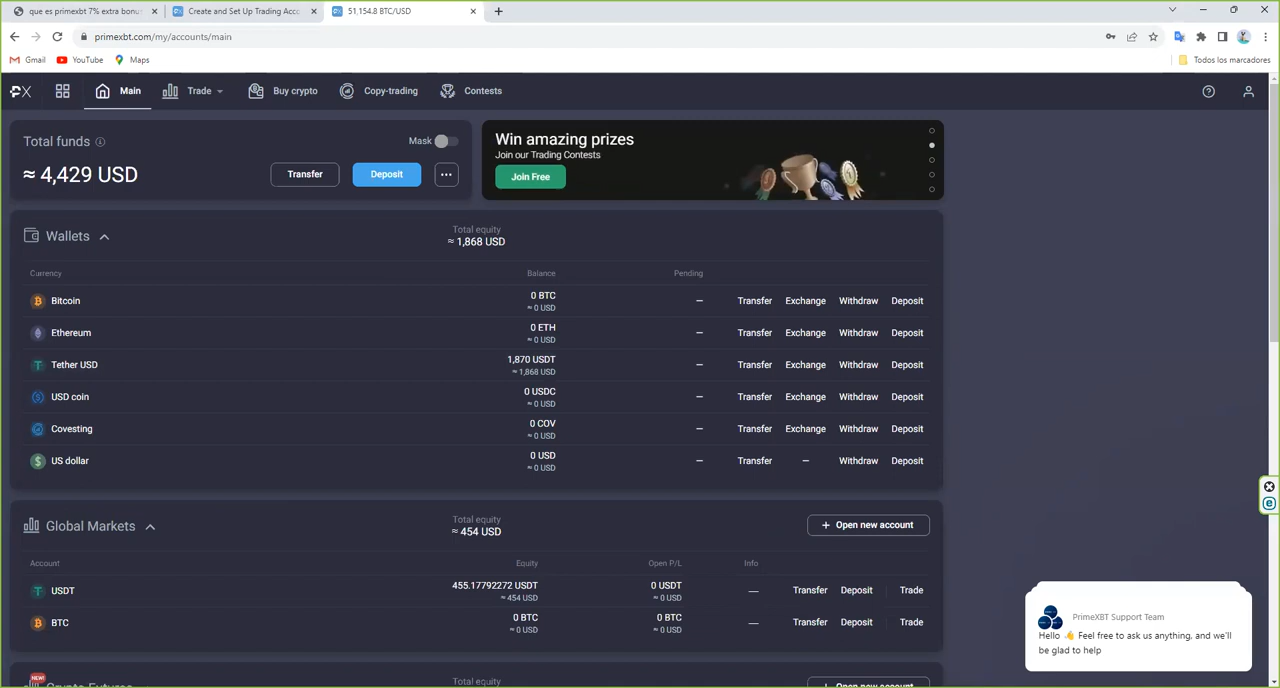 que es primexbt 7% extra bonu
Create and Set Up Trading Acco
51,154.8 BTC/USD
primexbt.com/my/accounts/main
Gmail YouTube Maps Todos los marcadores
PX Main Trade Buy crypto Copy-trading Contests
Total funds Mask
≈ 4,429 USD Transfer Deposit ...
Win amazing prizes
Join our Trading Contests
Join Free
Wallets Total equity
≈ 1,868 USD
Currency Balance Pending
Bitcoin 0 BTC — Transfer Exchange Withdraw Deposit
≈ 0 USD
Ethereum 0 ETH — Transfer Exchange Withdraw Deposit
≈ 0 USD
Tether USD 1,870 USDT — Transfer Exchange Withdraw Deposit
≈ 1,868 USD
USD coin 0 USDC — Transfer Exchange Withdraw Deposit
≈ 0 USD
Covesting 0 COV — Transfer Exchange Withdraw Deposit
≈ 0 USD
US dollar 0 USD — Transfer — Withdraw Deposit
≈ 0 USD
Global Markets Total equity + Open new account
≈ 454 USD
Account Equity Open P/L Info
USDT 455.17792272 USDT 0 USDT — Transfer Deposit Trade
≈ 454 USD ≈ 0 USD
BTC 0 BTC 0 BTC — Transfer Deposit Trade
≈ 0 USD ≈ 0 USD
NEW!
Crypto Futures Total equity + Open new account
PrimeXBT Support Team
Hello 👋 Feel free to ask us anything, and we'll
be glad to help